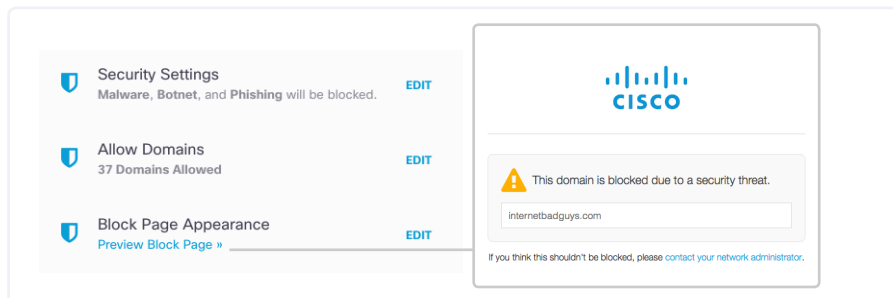 Security Settings
Malware, Botnet, and Phishing will be blocked.
EDIT
Allow Domains
37 Domains Allowed
EDIT
Block Page Appearance
Preview Block Page »
EDIT
CISCO
This domain is blocked due to a security threat.
internetbadguys.com
If you think this shouldn't be blocked, please contact your network administrator.